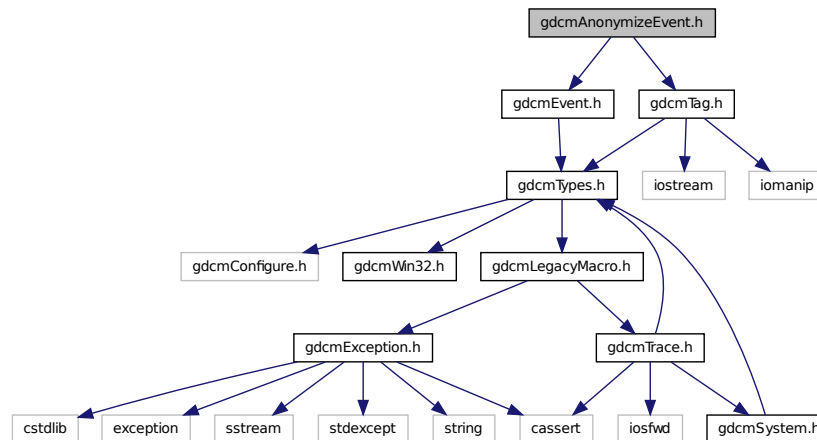 gdcmAnonymizeEvent.h
gdcmEvent.h
gdcmTag.h
gdcmTypes.h
iostream
iomanip
gdcmConfigure.h
gdcmWin32.h
gdcmLegacyMacro.h
gdcmException.h
gdcmTrace.h
cstdlib
exception
sstream
stdexcept
string
cassert
iosfwd
gdcmSystem.h